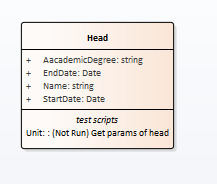 Head
+ AacademicDegree: string
+ EndDate: Date
+ Name: string
+ StartDate: Date
test scripts
Unit: : (Not Run) Get params of head